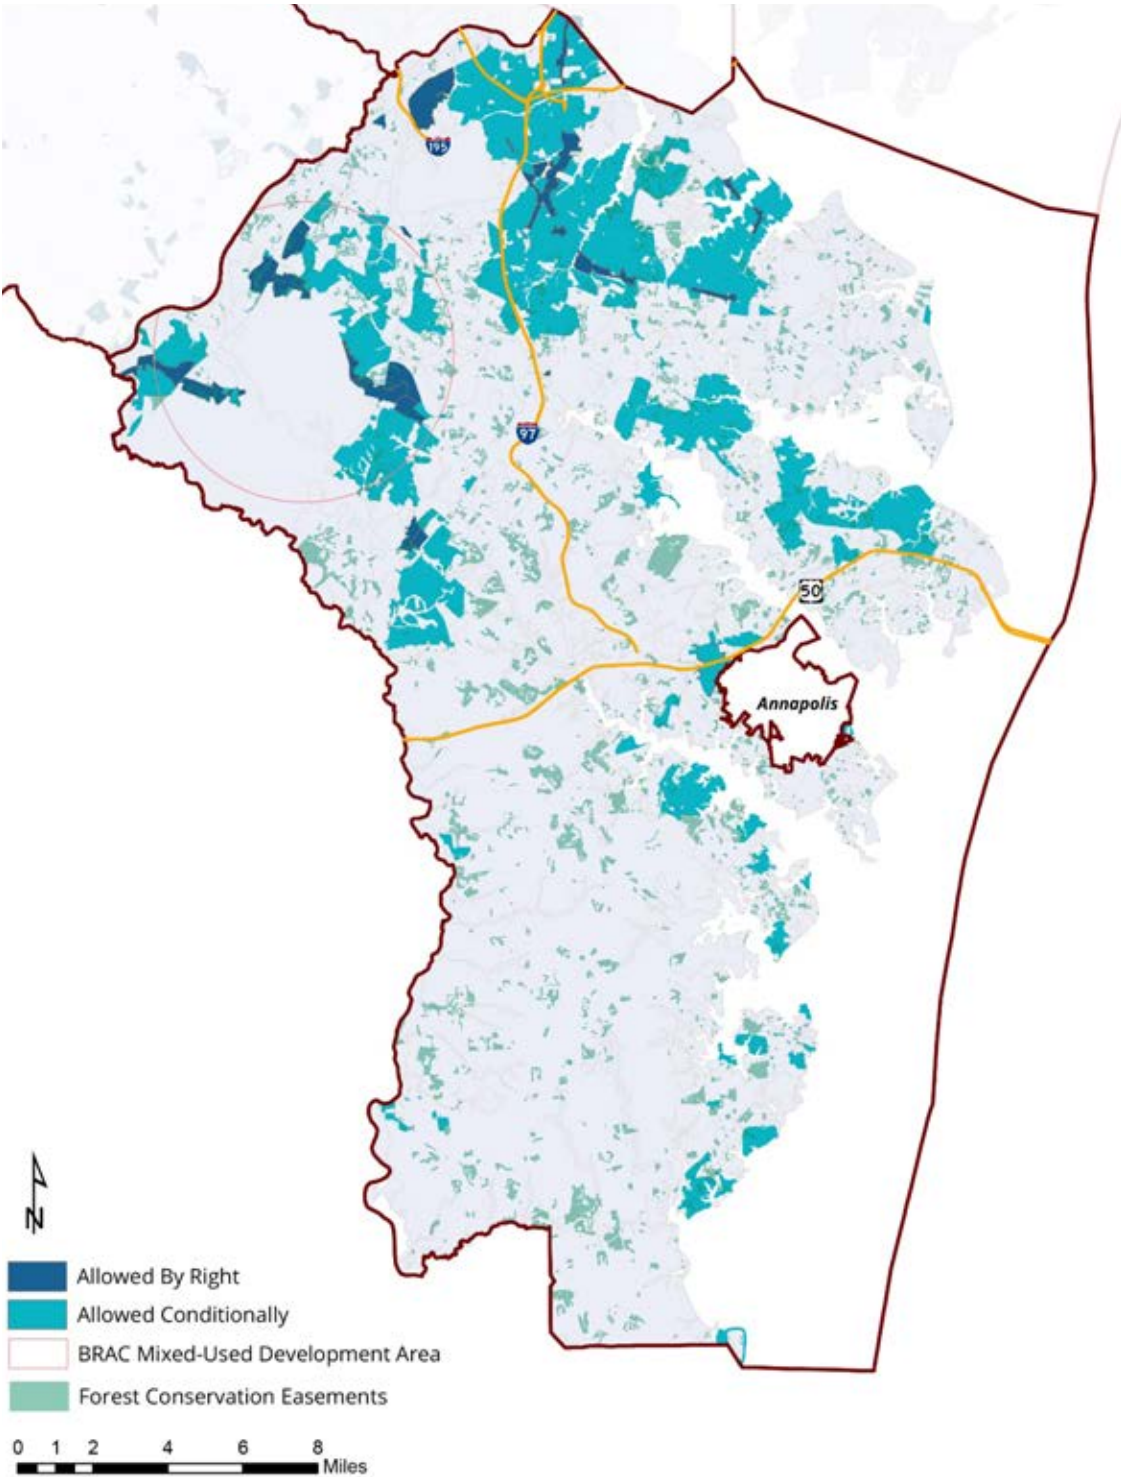 195
97
50
Annapolis
N
Allowed By Right
Allowed Conditionally
BRAC Mixed-Used Development Area
Forest Conservation Easements
0 1 2 4 6 8
Miles